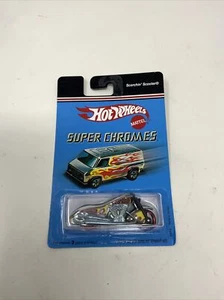 Scorchin' Scooter®
Hot Wheels
MATTEL
SUPER CHROMES